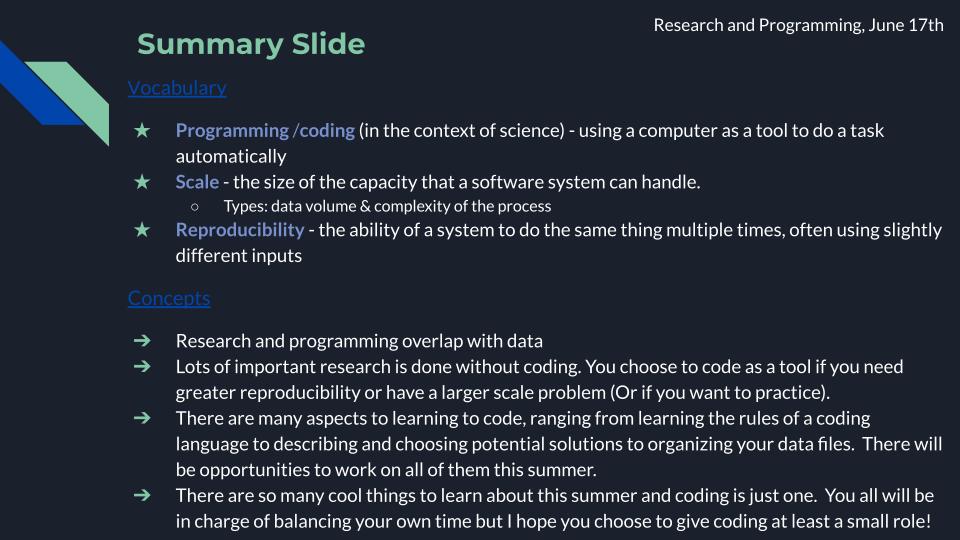 Research and Programming, June 17th
Summary Slide
Vocabulary
★ Programming /coding (in the context of science) - using a computer as a tool to do a task
automatically
★ Scale - the size of the capacity that a software system can handle.
○ Types: data volume & complexity of the process
★ Reproducibility - the ability of a system to do the same thing multiple times, often using slightly
different inputs
Concepts
➔ Research and programming overlap with data
➔ Lots of important research is done without coding. You choose to code as a tool if you need
greater reproducibility or have a larger scale problem (Or if you want to practice).
➔ There are many aspects to learning to code, ranging from learning the rules of a coding
language to describing and choosing potential solutions to organizing your data files.  There will
be opportunities to work on all of them this summer.
➔ There are so many cool things to learn about this summer and coding is just one.  You all will be
in charge of balancing your own time but I hope you choose to give coding at least a small role!